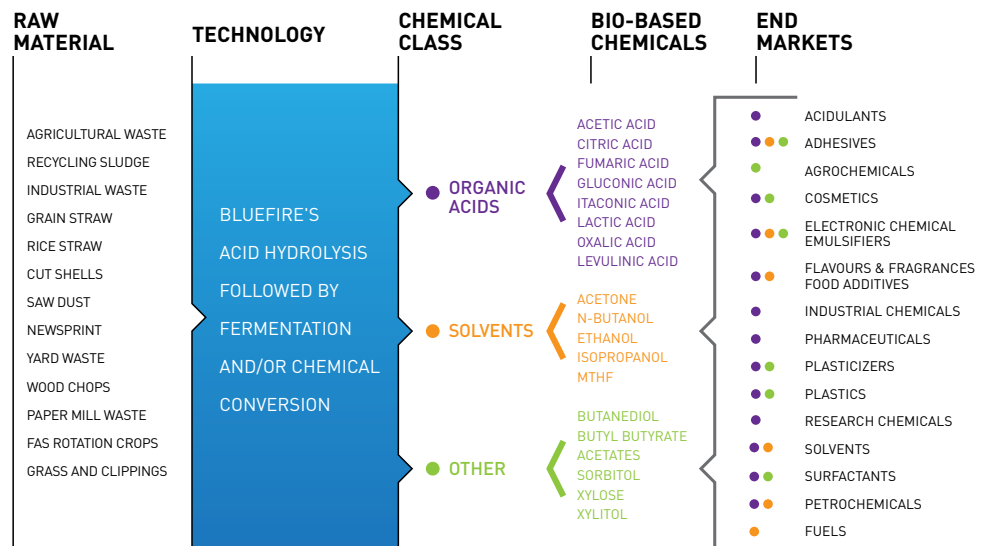 RAW
MATERIAL
TECHNOLOGY
CHEMICAL
CLASS
BIO-BASED
CHEMICALS
END
MARKETS
AGRICULTURAL WASTE
RECYCLING SLUDGE
INDUSTRIAL WASTE
GRAIN STRAW
RICE STRAW
CUT SHELLS
SAW DUST
NEWSPRINT
YARD WASTE
WOOD CHOPS
PAPER MILL WASTE
FAS ROTATION CROPS
GRASS AND CLIPPINGS
BLUEFIRE'S
ACID HYDROLYSIS
FOLLOWED BY
FERMENTATION
AND/OR CHEMICAL
CONVERSION
ORGANIC
ACIDS
SOLVENTS
OTHER
ACETIC ACID
CITRIC ACID
FUMARIC ACID
GLUCONIC ACID
ITACONIC ACID
LACTIC ACID
OXALIC ACID
LEVULINIC ACID
ACETONE
N-BUTANOL
ETHANOL
ISOPROPANOL
MTHF
BUTANEDIOL
BUTYL BUTYRATE
ACETATES
SORBITOL
XYLOSE
XYLITOL
ACIDULANTS
ADHESIVES
AGROCHEMICALS
COSMETICS
ELECTRONIC CHEMICAL
EMULSIFIERS
FLAVOURS & FRAGRANCES
FOOD ADDITIVES
INDUSTRIAL CHEMICALS
PHARMACEUTICALS
PLASTICIZERS
PLASTICS
RESEARCH CHEMICALS
SOLVENTS
SURFACTANTS
PETROCHEMICALS
FUELS